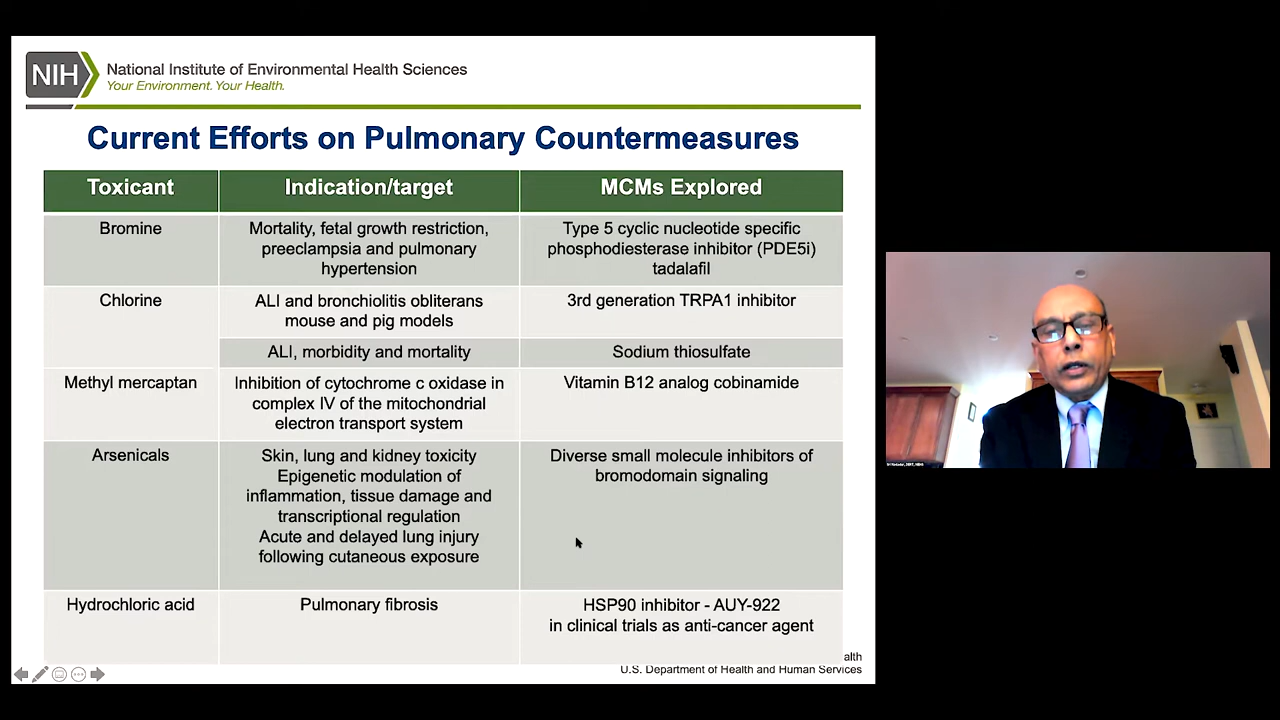 NIH
National Institute of Environmental Health Sciences
Your Environment. Your Health.
Current Efforts on Pulmonary Countermeasures
Toxicant
Indication/target
MCMs Explored
Bromine
Mortality, fetal growth restriction,
preeclampsia and pulmonary
hypertension
Type 5 cyclic nucleotide specific
phosphodiesterase inhibitor (PDE5i)
tadalafil
Chlorine
ALI and bronchiolitis obliterans
mouse and pig models
3rd generation TRPA1 inhibitor
ALI, morbidity and mortality
Sodium thiosulfate
Methyl mercaptan
Inhibition of cytochrome c oxidase in
complex IV of the mitochondrial
electron transport system
Vitamin B12 analog cobinamide
Arsenicals
Skin, lung and kidney toxicity
Epigenetic modulation of
inflammation, tissue damage and
transcriptional regulation
Acute and delayed lung injury
following cutaneous exposure
Diverse small molecule inhibitors of
bromodomain signaling
Hydrochloric acid
Pulmonary fibrosis
HSP90 inhibitor - AUY-922
in clinical trials as anti-cancer agent
alth
U.S. Department of Health and Human Services